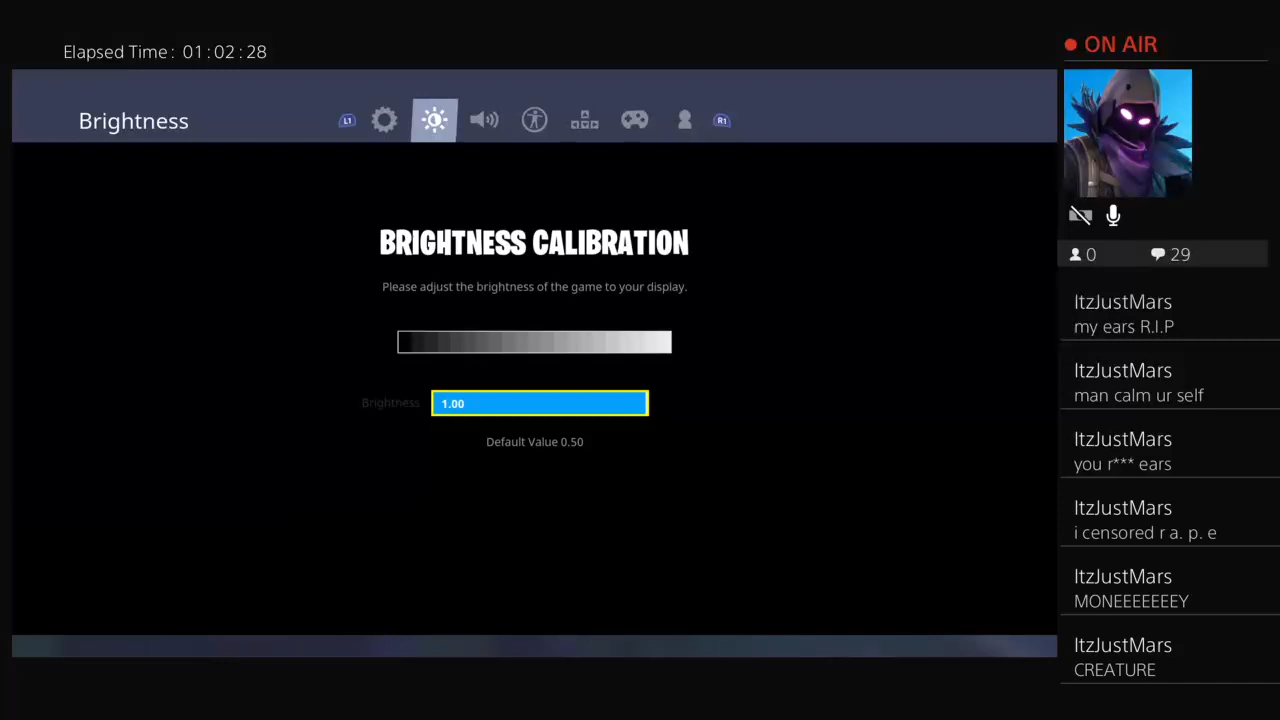 Elapsed Time: 01:02:28
ON AIR
Brightness
L1
R1
0
29
BRIGHTNESS CALIBRATION
Please adjust the brightness of the game to your display.
Brightness
1.00
Default Value 0.50
ItzJustMars
my ears R.I.P
ItzJustMars
man calm ur self
ItzJustMars
you r*** ears
ItzJustMars
i censored r a. p. e
ItzJustMars
MONEEEEEEEY
ItzJustMars
CREATURE